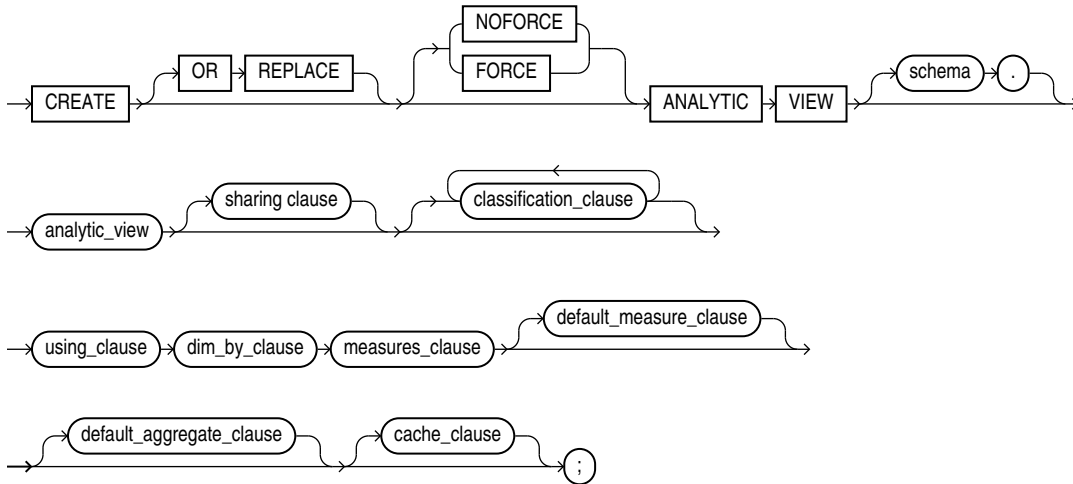 NOFORCE
OR REPLACE FORCE
CREATE ANALYTIC VIEW schema .
analytic_view sharing clause classification_clause
using_clause dim_by_clause measures_clause default_measure_clause
default_aggregate_clause cache_clause ;